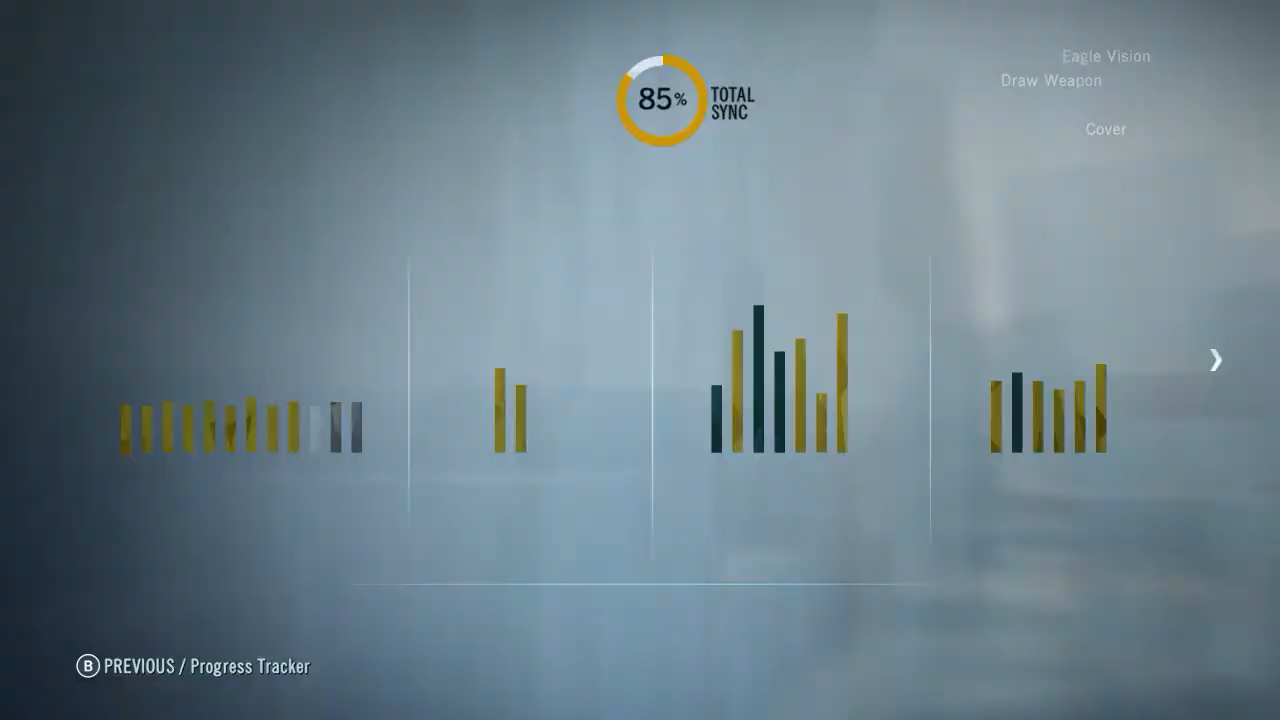 Eagle Vision
Draw Weapon
85%
TOTAL
SYNC
Cover
B PREVIOUS / Progress Tracker